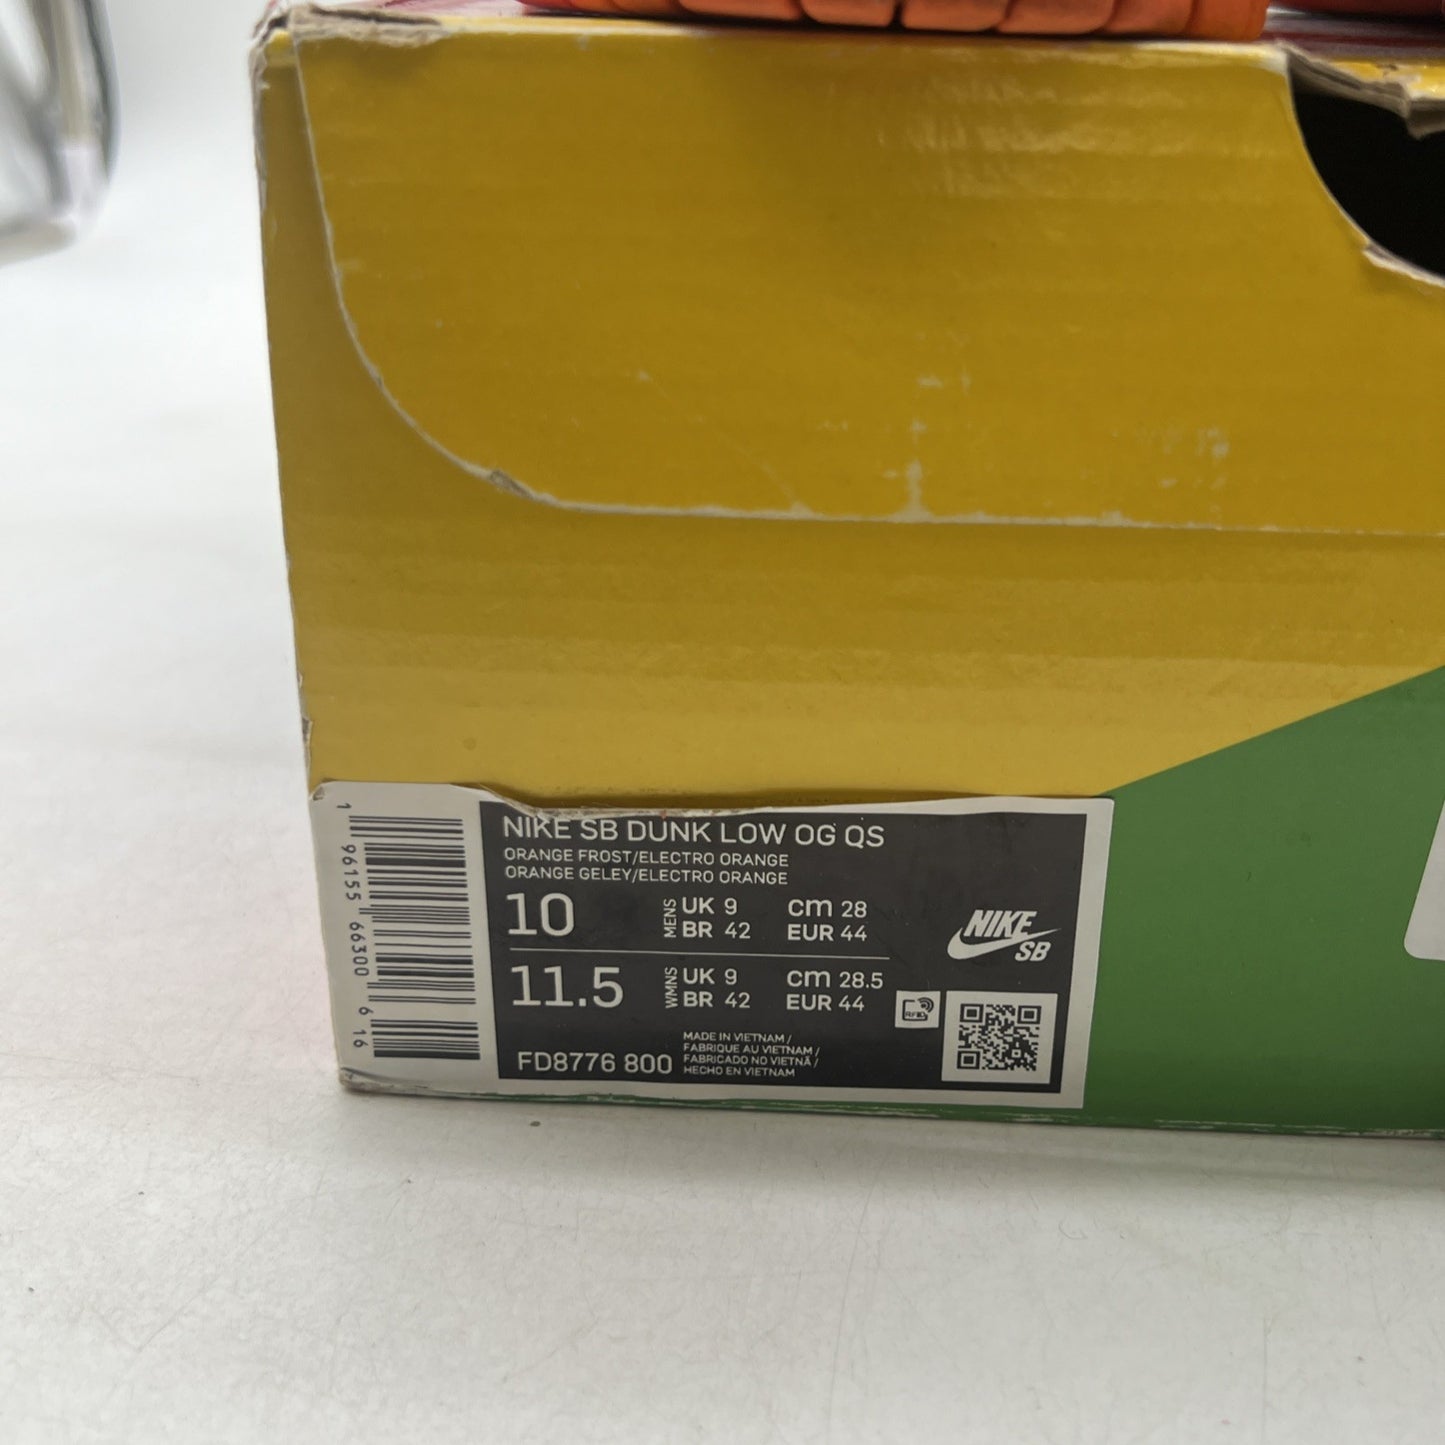 NIKE SB DUNK LOW OG QS
ORANGE FROST/ELECTRO ORANGE
ORANGE GELEY/ELECTRO ORANGE
10 MENS UK 9 cm 28
BR 42 EUR 44
11.5 WMNS UK 9 cm 28.5
BR 42 EUR 44
FD8776 800
MADE IN VIETNAM /
FABRIQUE AU VIETNAM /
FABRICADO NO VIETNÃ /
HECHO EN VIETNAM
NIKE
SB
RFID
1 96155 66300 6 16